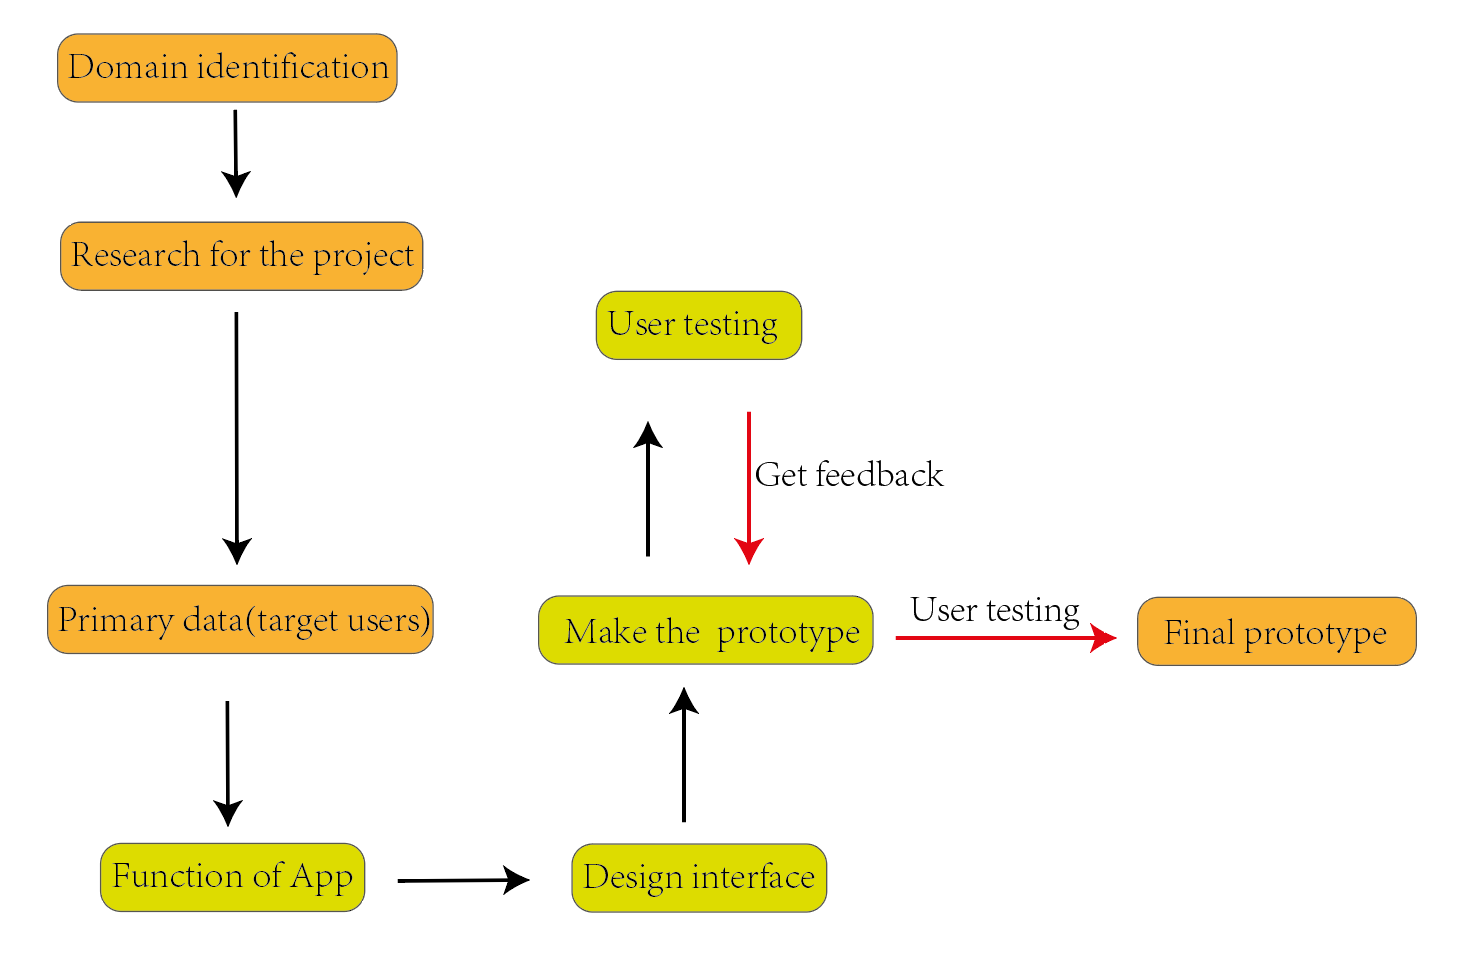 Domain identification
Research for the project
User testing
Get feedback
Primary data(target users)
Make the prototype
User testing
Final prototype
Function of App
Design interface